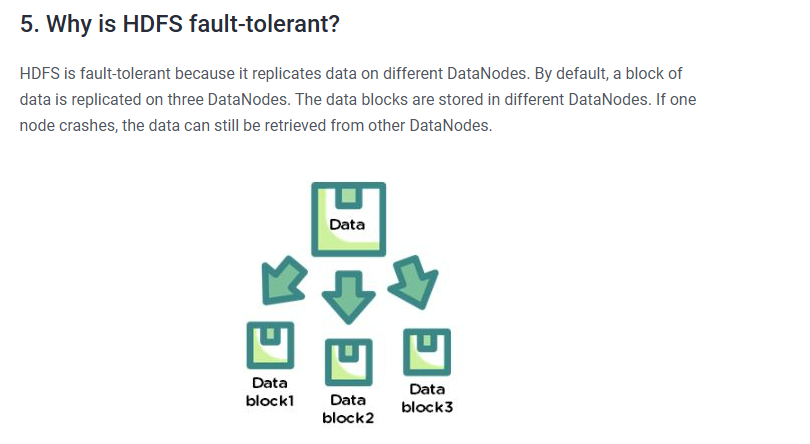 5. Why is HDFS fault-tolerant?
HDFS is fault-tolerant because it replicates data on different DataNodes. By default, a block of
data is replicated on three DataNodes. The data blocks are stored in different DataNodes. If one
node crashes, the data can still be retrieved from other DataNodes.
Data
Data
block1
Data
block2
Data
block3